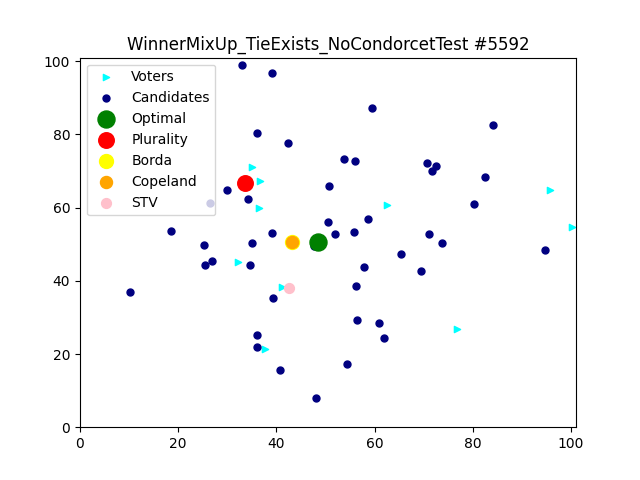 WinnerMixUp_TieExists_NoCondorcetTest #5592
Voters
Candidates
Optimal
Plurality
Borda
Copeland
STV
100
80
60
40
20
0
0 20 40 60 80 100